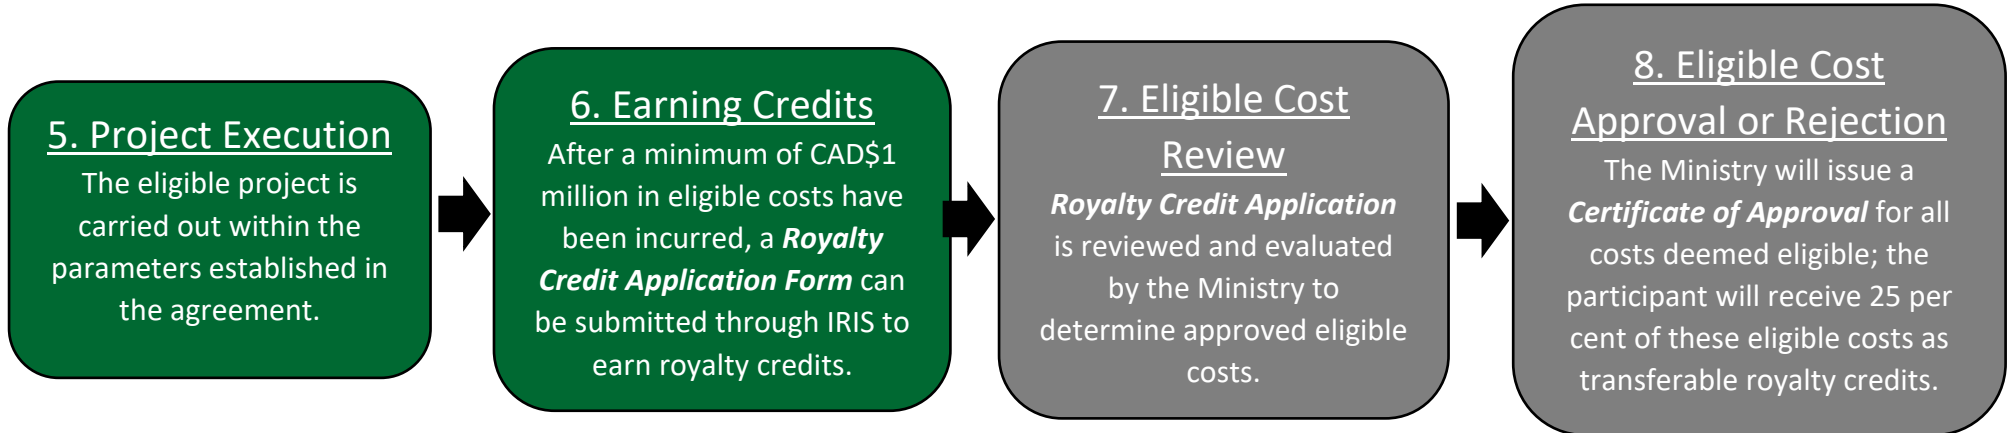 5. Project Execution
The eligible project is
carried out within the
parameters established in
the agreement.
6. Earning Credits
After a minimum of CAD$1
million in eligible costs have
been incurred, a Royalty
Credit Application Form can
be submitted through IRIS to
earn royalty credits.
7. Eligible Cost
Review
Royalty Credit Application
is reviewed and evaluated
by the Ministry to
determine approved eligible
costs.
8. Eligible Cost
Approval or Rejection
The Ministry will issue a
Certificate of Approval for all
costs deemed eligible; the
participant will receive 25 per
cent of these eligible costs as
transferable royalty credits.